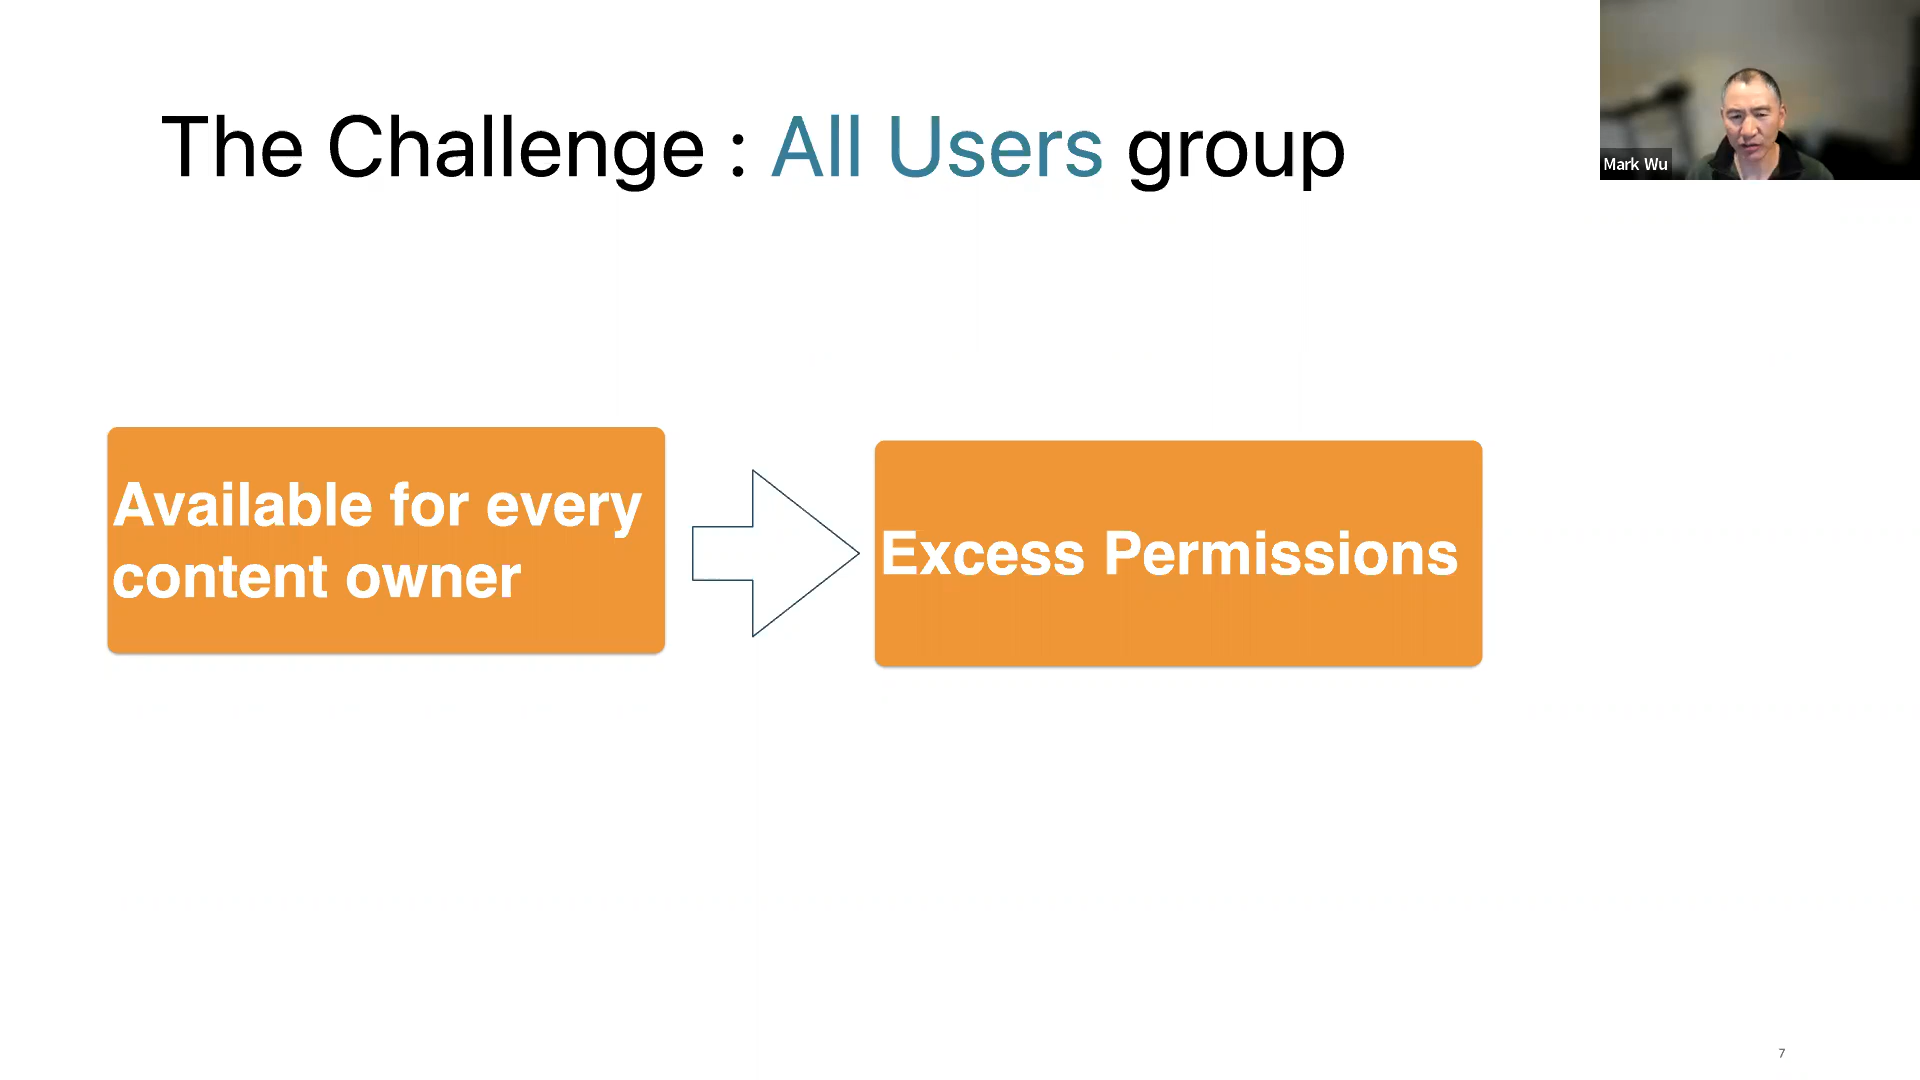 The Challenge : All Users group
Mark Wu
Available for every
content owner
Excess Permissions
7